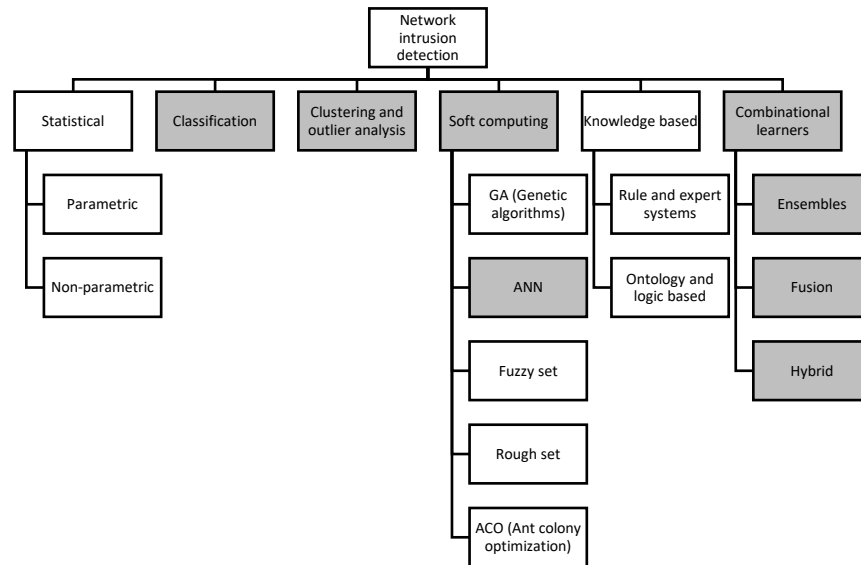 Network
intrusion
detection
Statistical
Classification
Clustering and
outlier analysis
Soft computing
Knowledge based
Combinational
learners
Parametric
GA (Genetic
algorithms)
Rule and expert
systems
Ensembles
Non-parametric
ANN
Ontology and
logic based
Fusion
Fuzzy set
Hybrid
Rough set
ACO (Ant colony
optimization)